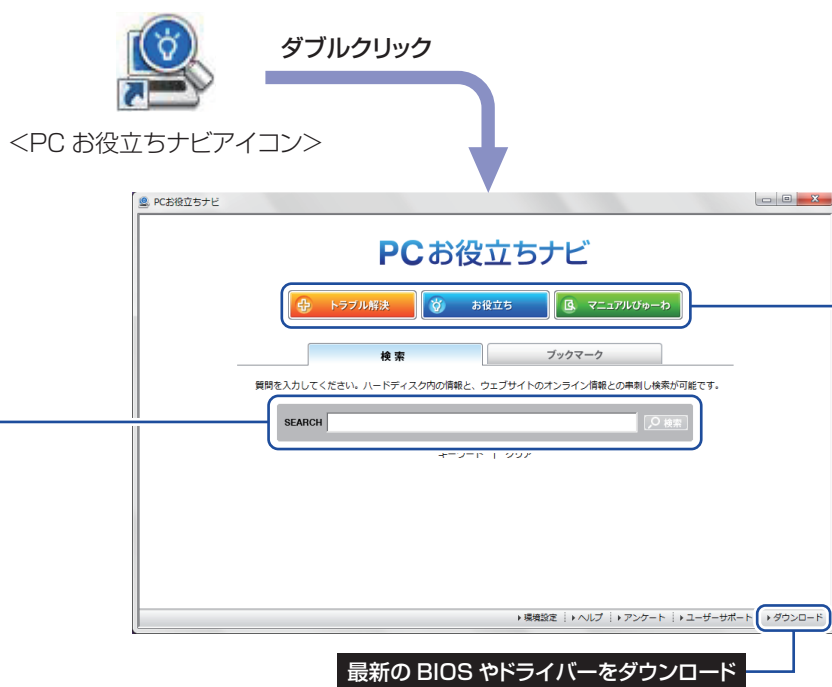 ダブルクリック
<PC お役立ちナビアイコン>
PCお役立ちナビ
PCお役立ちナビ
トラブル解決 お役立ち マニュアルびゅーわ
検索 ブックマーク
質問を入力してください。ハードディスク内の情報と、ウェブサイトのオンライン情報との串刺し検索が可能です。
SEARCH 検索
キーワード | クリア
▶環境設定 ▶ヘルプ ▶アンケート ▶ユーザーサポート ▶ダウンロード
最新の BIOS やドライバーをダウンロード